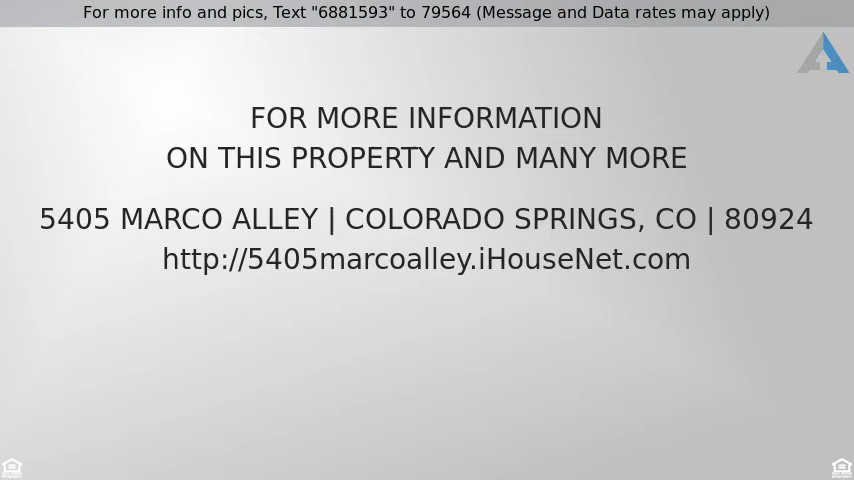 For more info and pics, Text "6881593" to 79564 (Message and Data rates may apply)
FOR MORE INFORMATION
ON THIS PROPERTY AND MANY MORE
5405 MARCO ALLEY | COLORADO SPRINGS, CO | 80924
http://5405marcoalley.iHouseNet.com